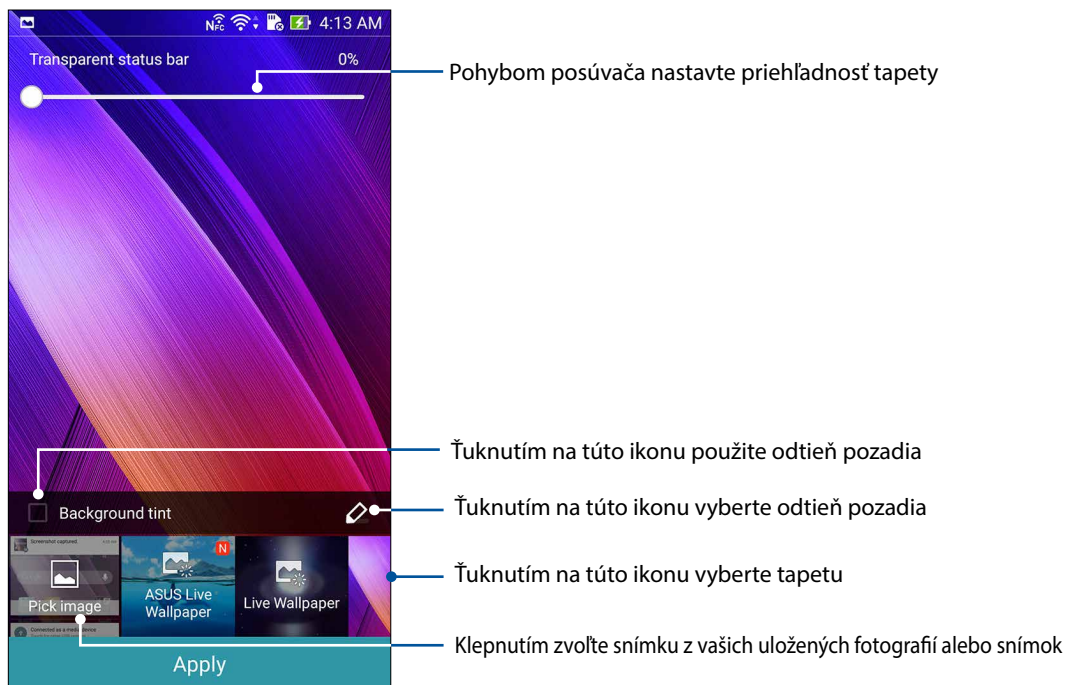 NFC 4:13 AM
Transparent status bar 0%
Pohybom posúvača nastavte priehľadnosť tapety
Ťuknutím na túto ikonu použite odtieň pozadia
Background tint
Ťuknutím na túto ikonu vyberte odtieň pozadia
Screenshot captured
N
Pick image
ASUS Live
Wallpaper
Live Wallpaper
Ťuknutím na túto ikonu vyberte tapetu
Connected as a media device
Klepnutím zvoľte snímku z vašich uložených fotografií alebo snímok
Apply